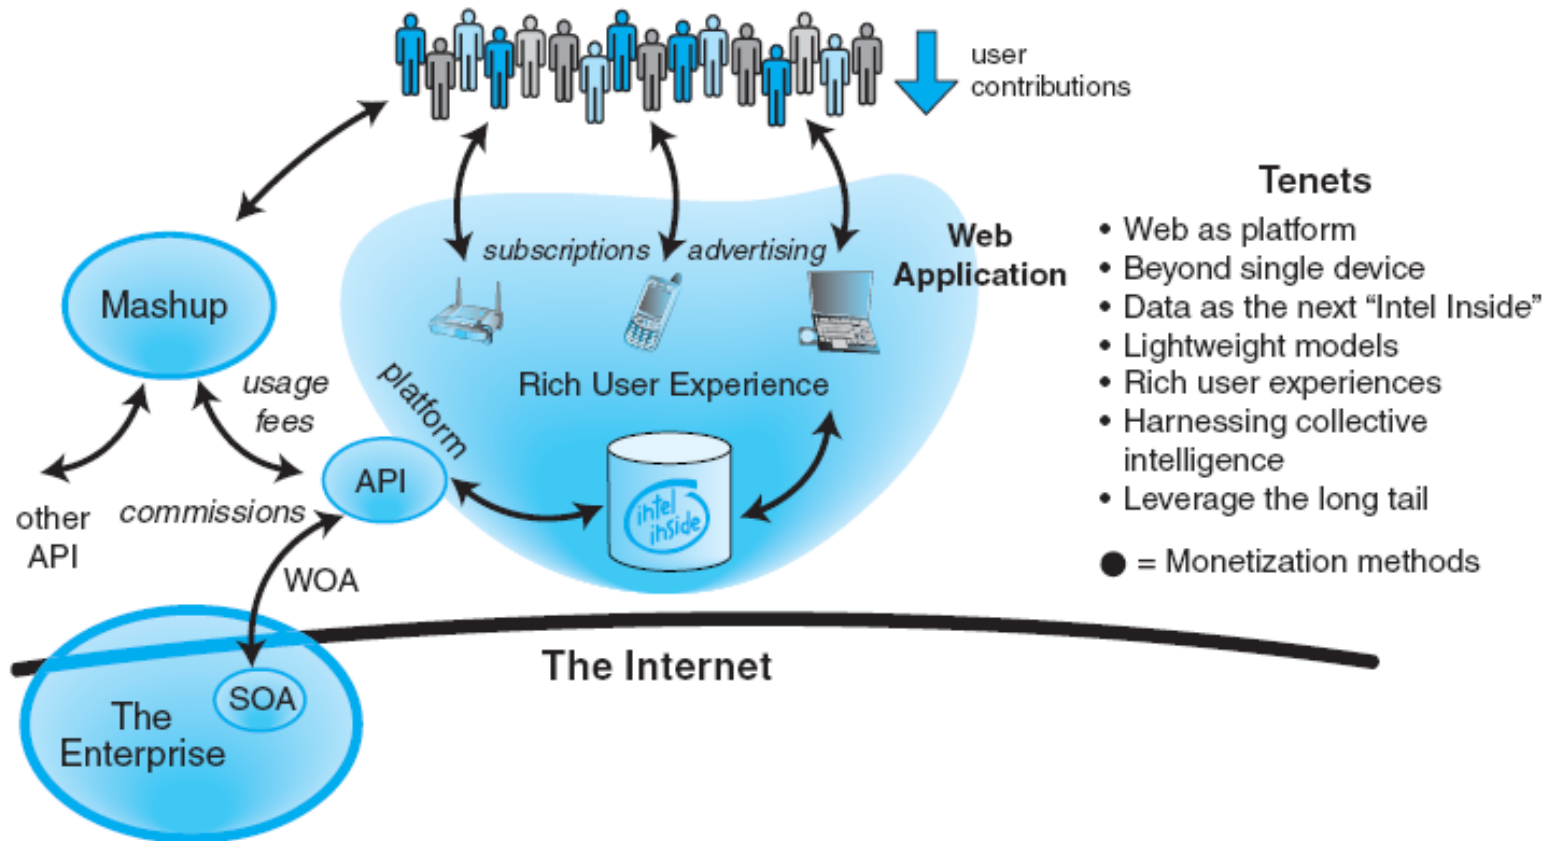 user
contributions
Tenets
• Web as platform
• Beyond single device
• Data as the next “Intel Inside”
• Lightweight models
• Rich user experiences
• Harnessing collective
intelligence
• Leverage the long tail
● = Monetization methods
subscriptions
advertising
Web
Application
Mashup
Rich User Experience
usage
fees
platform
API
intel
inside
other
API
commissions
WOA
The Internet
SOA
The
Enterprise